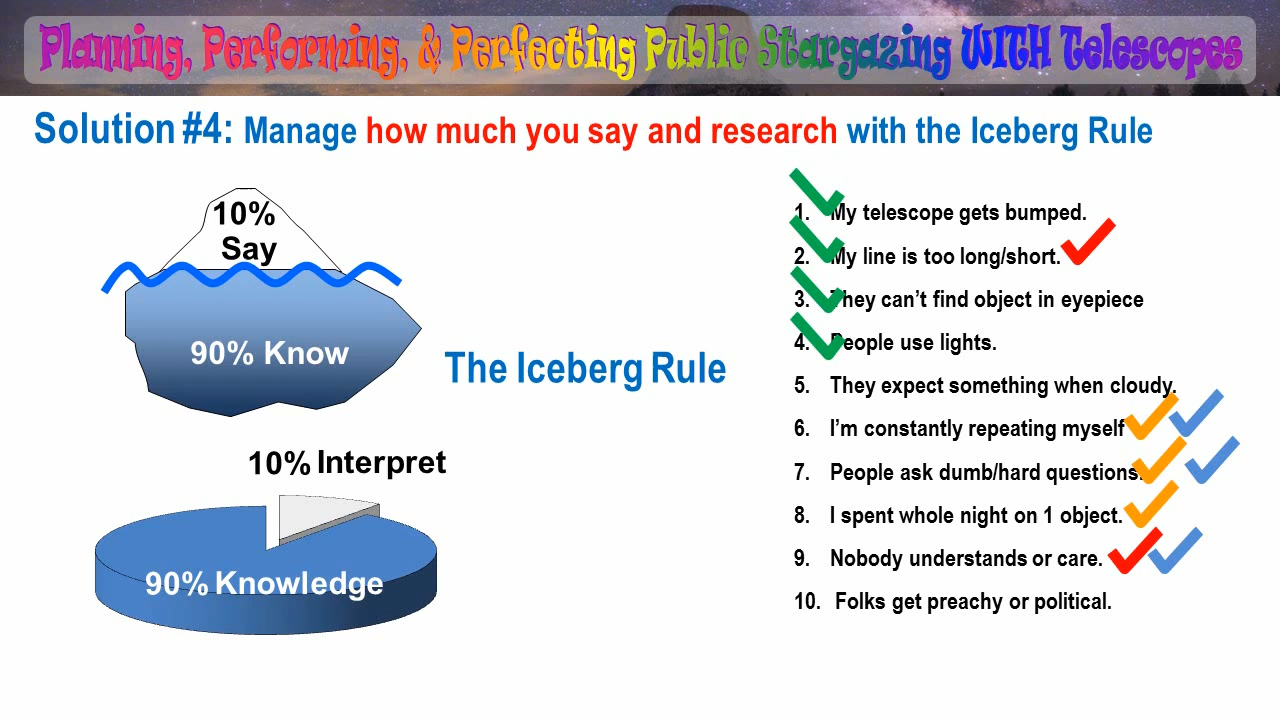 Planning, Performing, & Perfecting Public Stargazing WITH Telescopes
Solution #4: Manage how much you say and research with the Iceberg Rule
10%
Say
90% Know
The Iceberg Rule
10% Interpret
90% Knowledge
1. My telescope gets bumped.
2. My line is too long/short.
3. They can’t find object in eyepiece
4. People use lights.
5. They expect something when cloudy.
6. I’m constantly repeating myself
7. People ask dumb/hard questions.
8. I spent whole night on 1 object.
9. Nobody understands or care.
10. Folks get preachy or political.